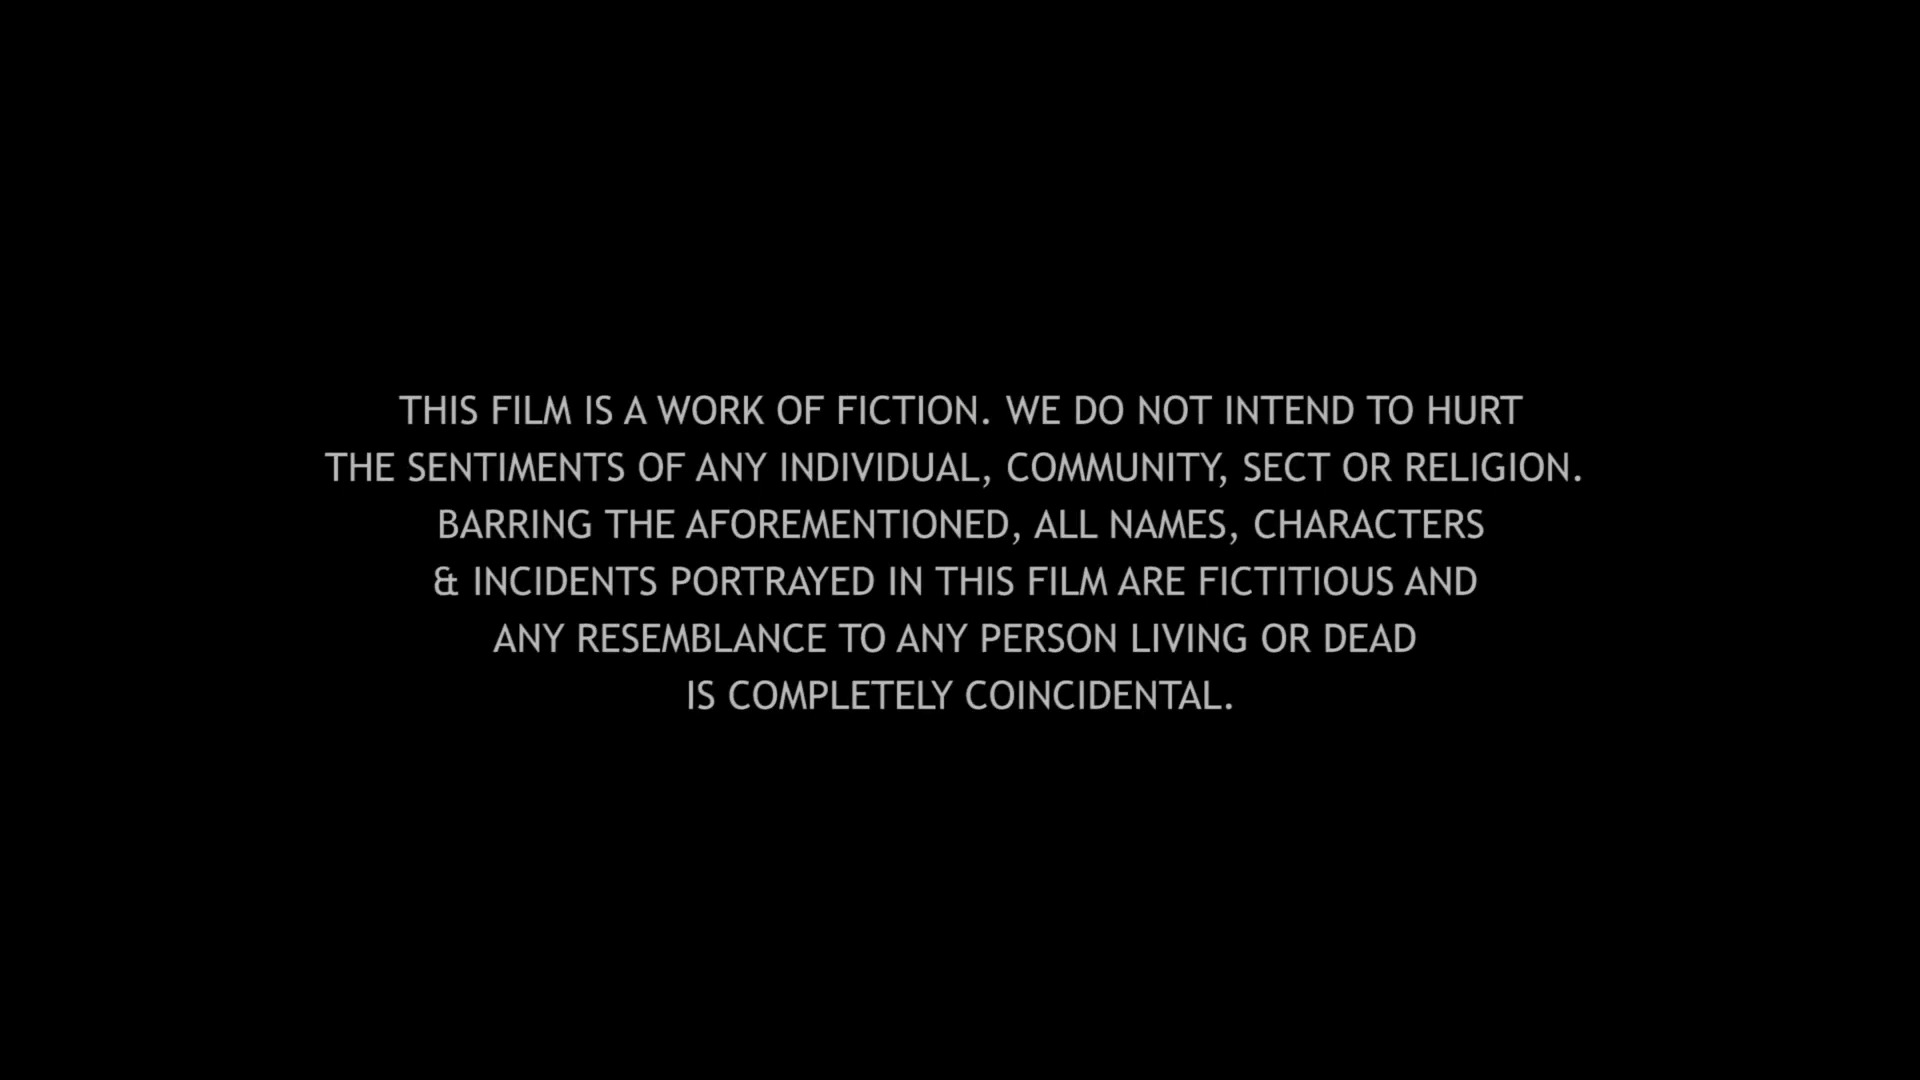 THIS FILM IS A WORK OF FICTION. WE DO NOT INTEND TO HURT
THE SENTIMENTS OF ANY INDIVIDUAL, COMMUNITY, SECT OR RELIGION.
BARRING THE AFOREMENTIONED, ALL NAMES, CHARACTERS
& INCIDENTS PORTRAYED IN THIS FILM ARE FICTITIOUS AND
ANY RESEMBLANCE TO ANY PERSON LIVING OR DEAD
IS COMPLETELY COINCIDENTAL.